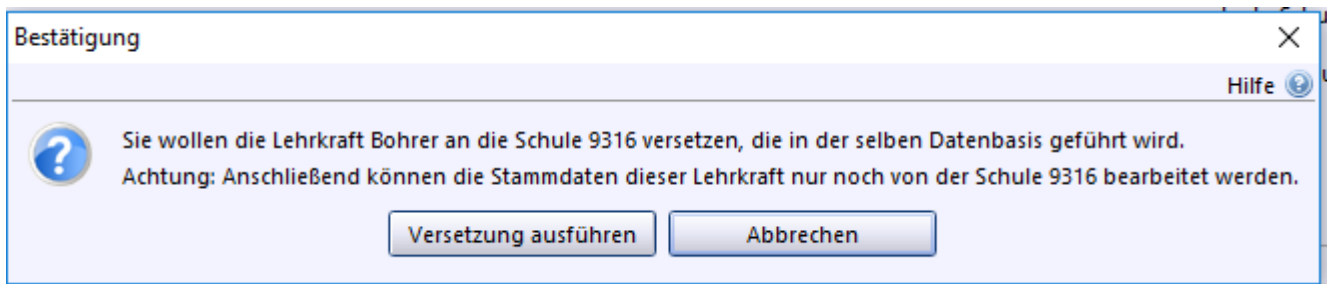 Bestätigung
Hilfe
Sie wollen die Lehrkraft Bohrer an die Schule 9316 versetzen, die in der selben Datenbasis geführt wird.
Achtung: Anschließend können die Stammdaten dieser Lehrkraft nur noch von der Schule 9316 bearbeitet werden.
Versetzung ausführen
Abbrechen